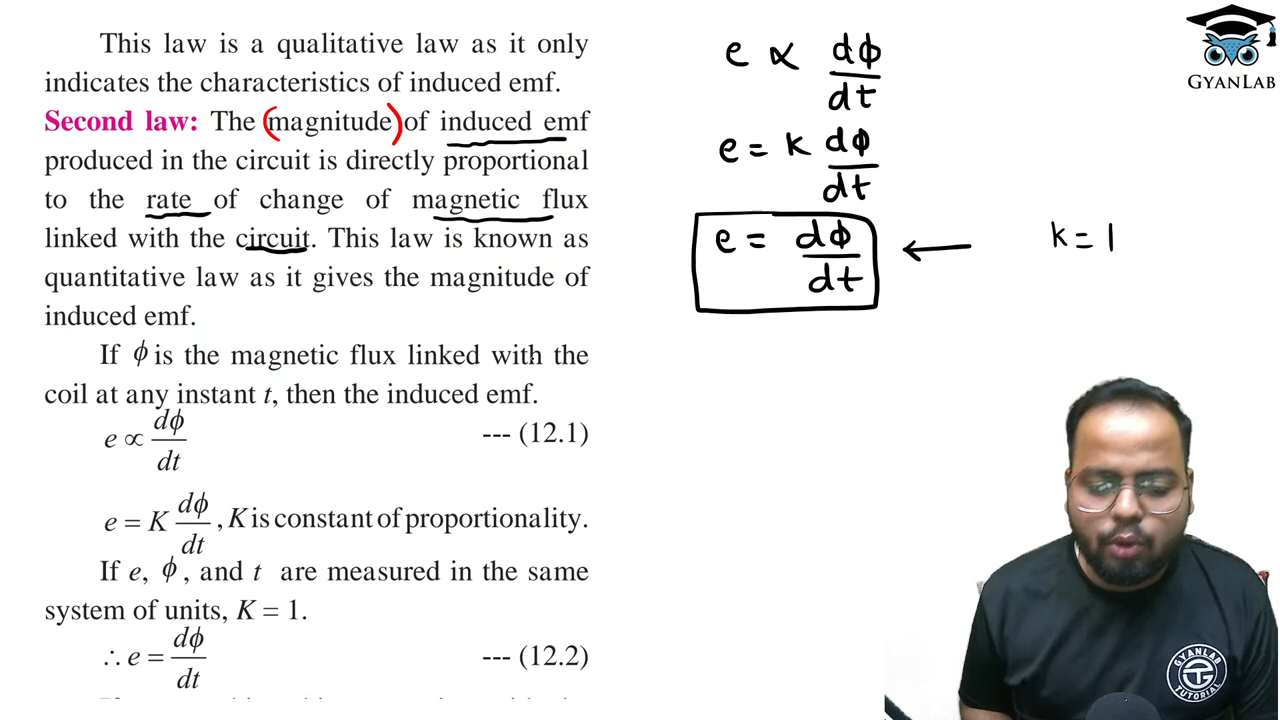 This law is a qualitative law as it only
indicates the characteristics of induced emf.
Second law: The (magnitude) of induced emf
produced in the circuit is directly proportional
to the rate of change of magnetic flux
linked with the circuit. This law is known as
quantitative law as it gives the magnitude of
induced emf.
If ϕ is the magnetic flux linked with the
coil at any instant t, then the induced emf.
e ∝ dϕ/dt --- (12.1)
e = K dϕ/dt, K is constant of proportionality.
If e, ϕ, and t are measured in the same
system of units, K = 1.
∴ e = dϕ/dt --- (12.2)
e ∝ dϕ/dt
e = k dϕ/dt
e = dϕ/dt ← k = 1
GYANLAB
GYANLAB
TUTORIAL